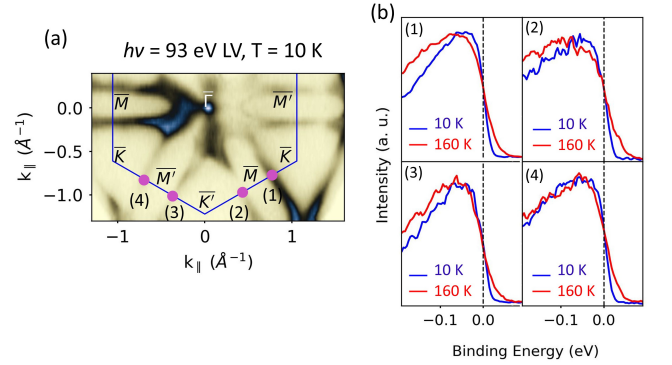 (a)
hν = 93 eV LV, T = 10 K
k∥ (Å⁻¹)
0.0
−0.5
−1.0
M̅
Γ̅
M̅′
K̅
M̅′
K̅′
M̅
K̅
(4)
(3)
(2)
(1)
−1
0
1
k∥ (Å⁻¹)
(b)
Intensity (a. u.)
(1)
10 K
160 K
(2)
10 K
160 K
(3)
10 K
160 K
(4)
10 K
160 K
−0.1
0.0
−0.1
0.0
Binding Energy (eV)